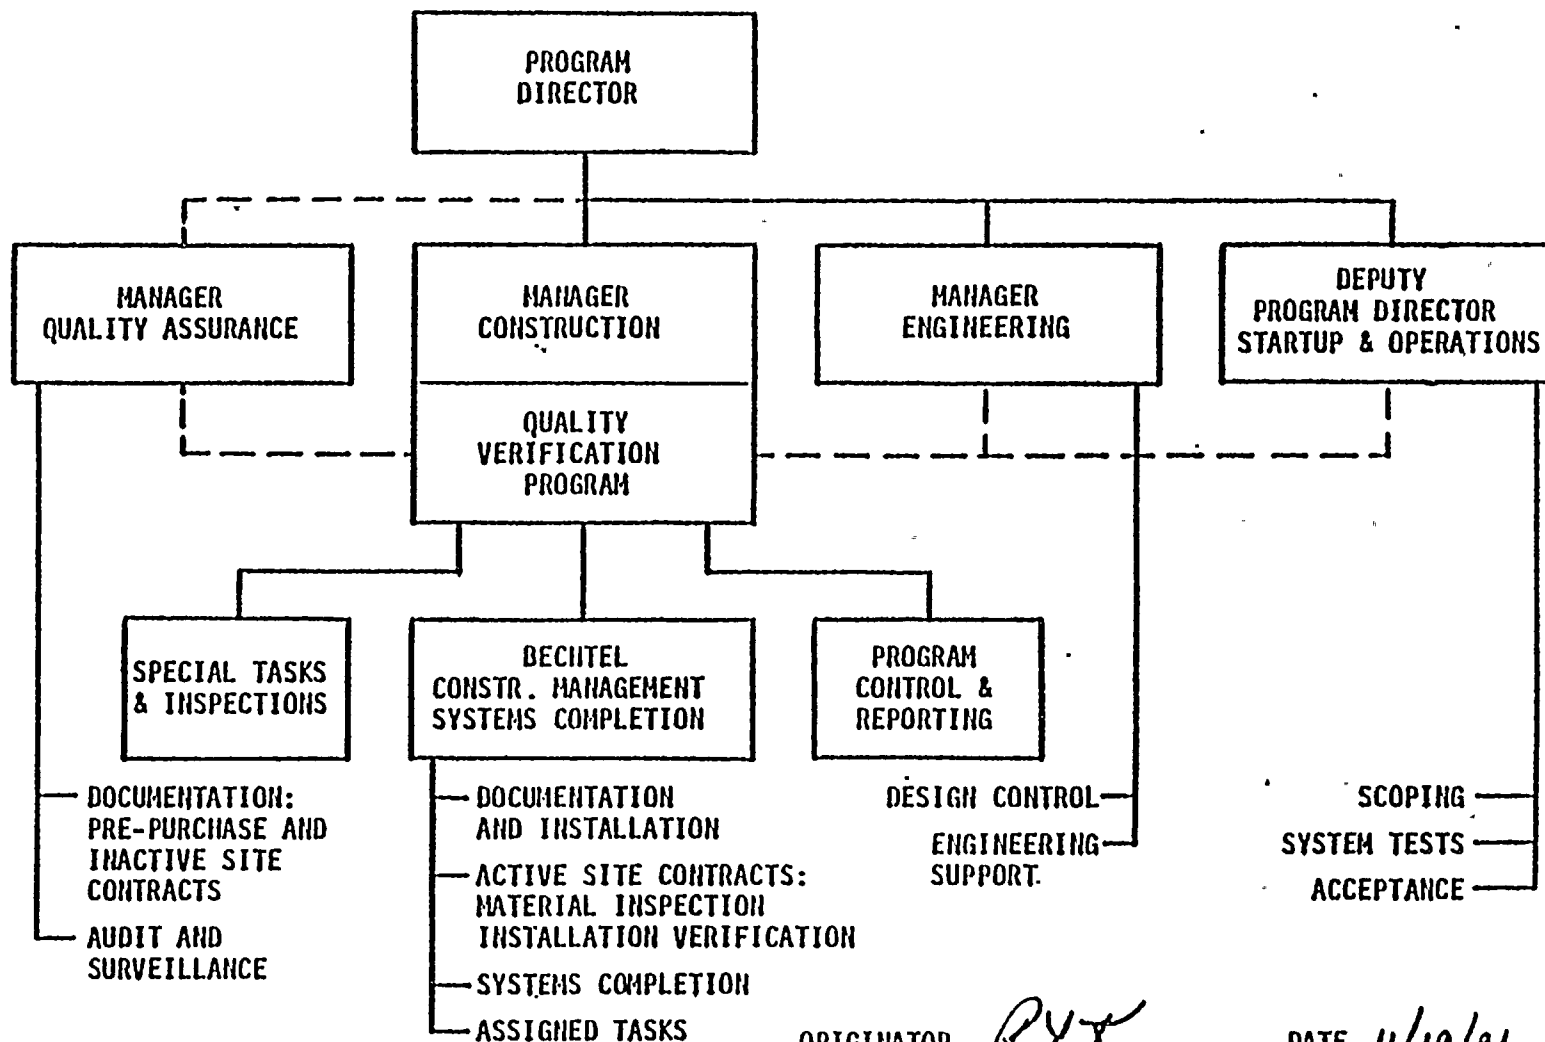 PROGRAM
DIRECTOR
MANAGER
QUALITY ASSURANCE
MANAGER
CONSTRUCTION
MANAGER
ENGINEERING
DEPUTY
PROGRAM DIRECTOR
STARTUP & OPERATIONS
QUALITY
VERIFICATION
PROGRAM
SPECIAL TASKS
& INSPECTIONS
BECHTEL
CONSTR. MANAGEMENT
SYSTEMS COMPLETION
PROGRAM
CONTROL &
REPORTING
DOCUMENTATION:
PRE-PURCHASE AND
INACTIVE SITE
CONTRACTS
AUDIT AND
SURVEILLANCE
DOCUMENTATION
AND INSTALLATION
ACTIVE SITE CONTRACTS:
MATERIAL INSPECTION
INSTALLATION VERIFICATION
SYSTEMS COMPLETION
ASSIGNED TASKS
DESIGN CONTROL
ENGINEERING
SUPPORT
SCOPING
SYSTEM TESTS
ACCEPTANCE
ORIGINATOR
DATE